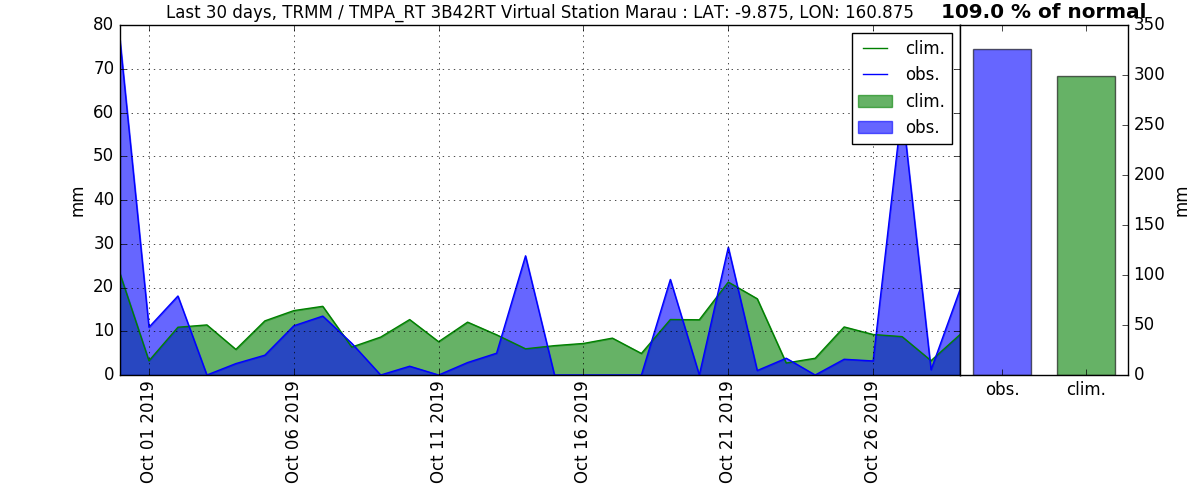 Last 30 days, TRMM / TMPA_RT 3B42RT Virtual Station Marau : LAT: -9.875, LON: 160.875
109.0 % of normal
80
70
60
50
40
30
20
10
0
mm
clim.
obs.
clim.
obs.
Oct 01 2019
Oct 06 2019
Oct 11 2019
Oct 16 2019
Oct 21 2019
Oct 26 2019
350
300
250
200
150
100
50
0
mm
obs.
clim.